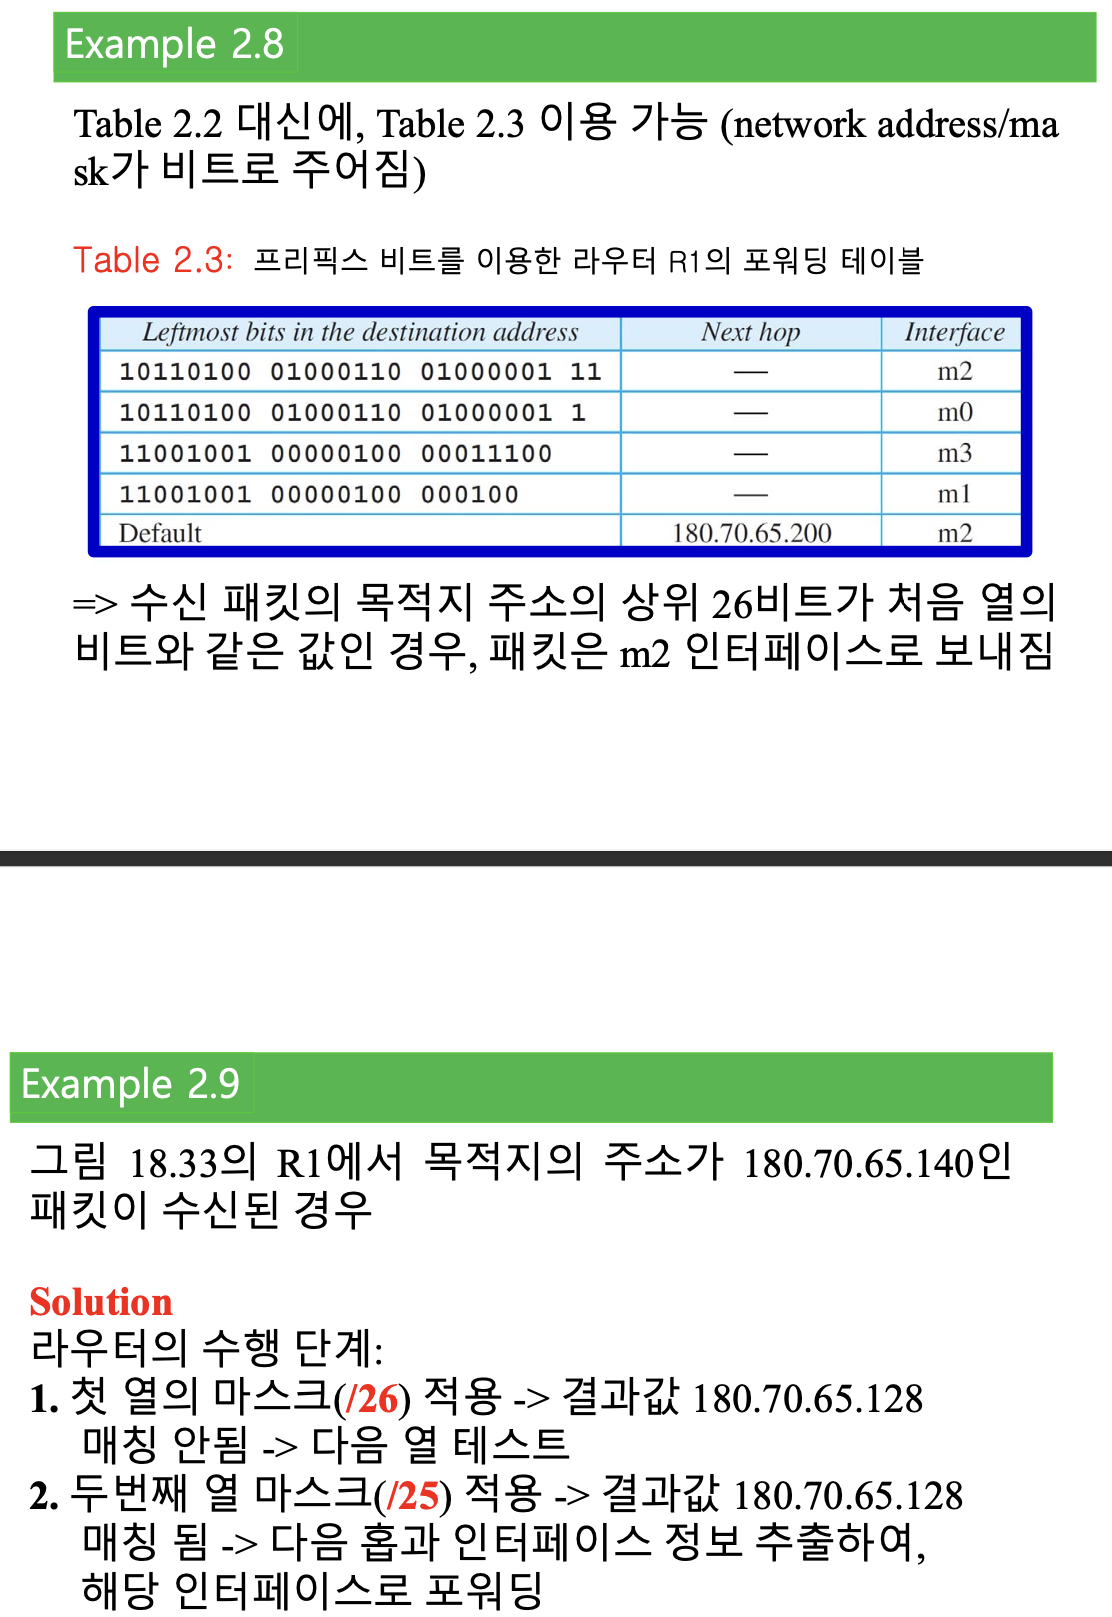 Example 2.8
Table 2.2 대신에, Table 2.3 이용 가능 (network address/ma
sk가 비트로 주어짐)
Table 2.3: 프리픽스 비트를 이용한 라우터 R1의 포워딩 테이블
Leftmost bits in the destination address Next hop Interface
10110100 01000110 01000001 11 — m2
10110100 01000110 01000001 1 — m0
11001001 00000100 00011100 — m3
11001001 00000100 000100 — m1
Default 180.70.65.200 m2
=> 수신 패킷의 목적지 주소의 상위 26비트가 처음 열의
비트와 같은 값인 경우, 패킷은 m2 인터페이스로 보내짐
Example 2.9
그림 18.33의 R1에서 목적지의 주소가 180.70.65.140인
패킷이 수신된 경우
Solution
라우터의 수행 단계:
1. 첫 열의 마스크(/26) 적용 -> 결과값 180.70.65.128
매칭 안됨 -> 다음 열 테스트
2. 두번째 열 마스크(/25) 적용 -> 결과값 180.70.65.128
매칭 됨 -> 다음 홉과 인터페이스 정보 추출하여,
해당 인터페이스로 포워딩